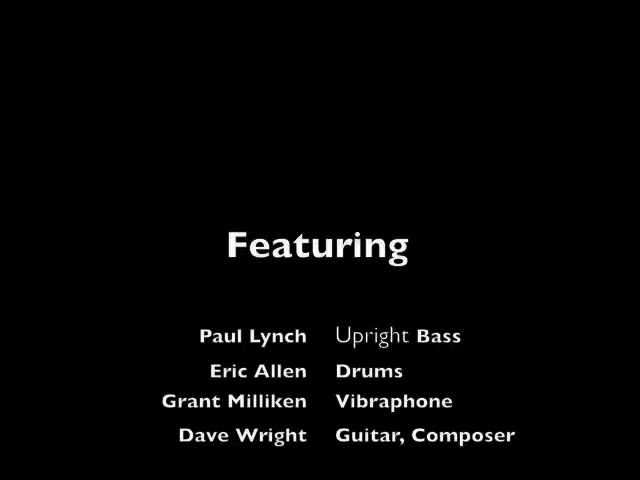 Featuring
Paul Lynch Upright Bass
Eric Allen Drums
Grant Milliken Vibraphone
Dave Wright Guitar, Composer